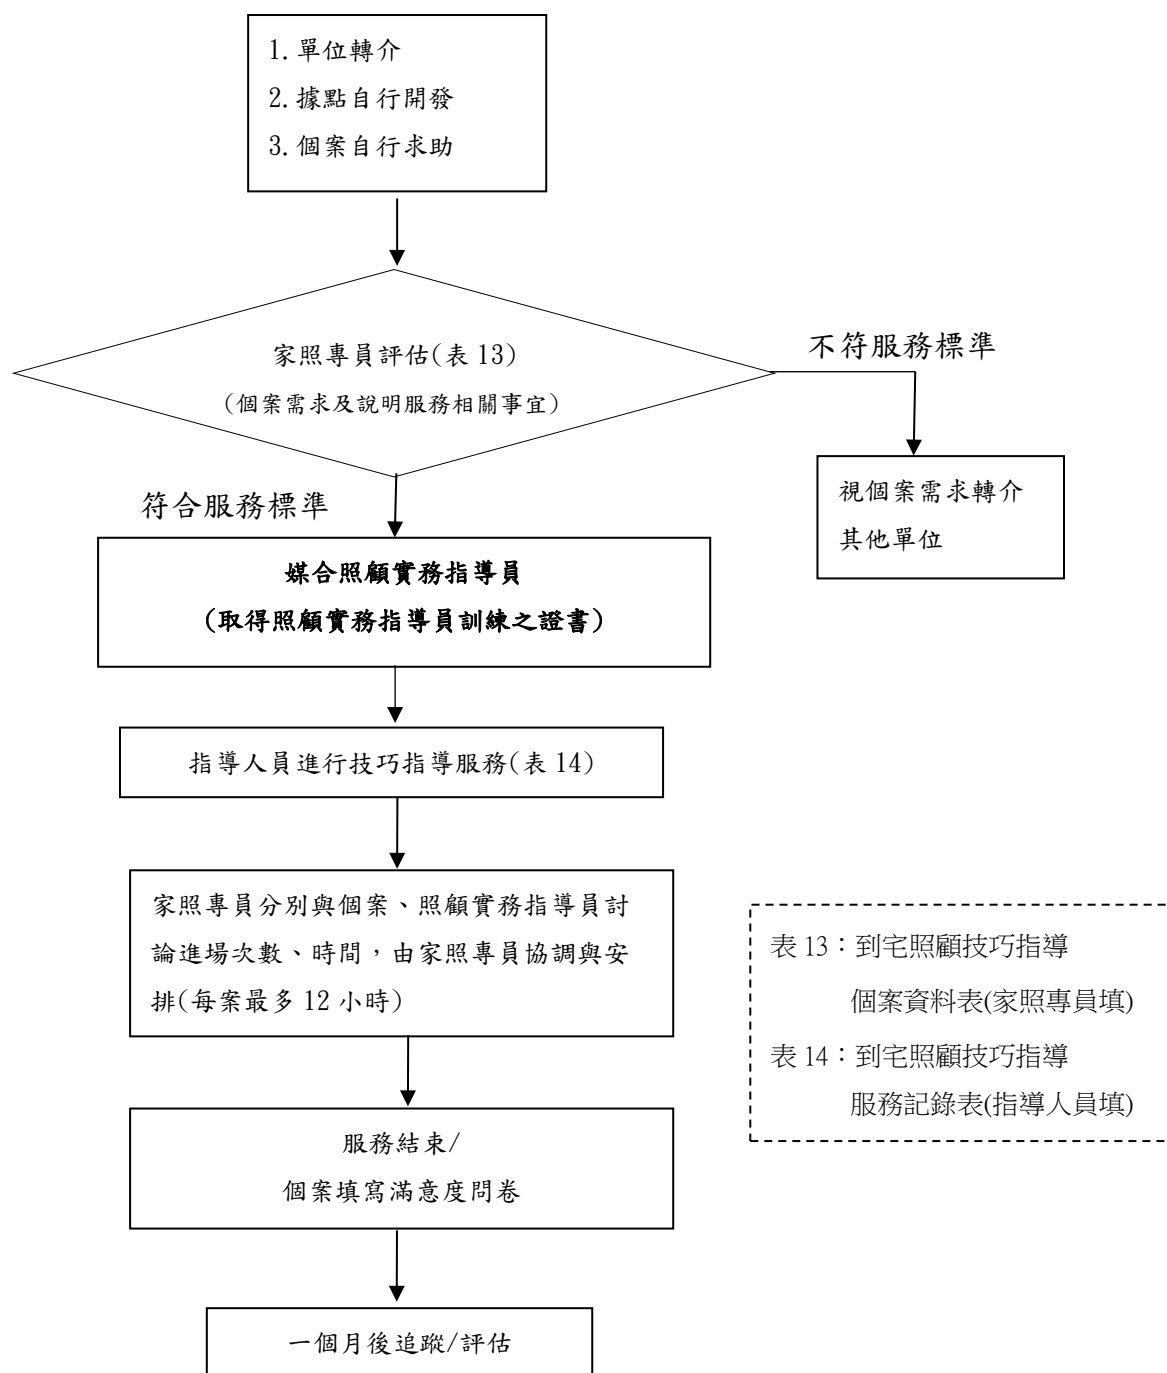 1.單位轉介
2.據點自行開發
3.個案自行求助
家照專員評估(表 13)
(個案需求及說明服務相關事宜)
不符服務標準
視個案需求轉介
其他單位
符合服務標準
媒合照顧實務指導員
(取得照顧實務指導員訓練之證書)
指導人員進行技巧指導服務(表 14)
家照專員分別與個案、照顧實務指導員討
論進場次數、時間，由家照專員協調與安
排(每案最多 12 小時)
表 13：到宅照顧技巧指導
個案資料表(家照專員填)
表 14：到宅照顧技巧指導
服務記錄表(指導人員填)
服務結束/
個案填寫滿意度問卷
一個月後追蹤/評估